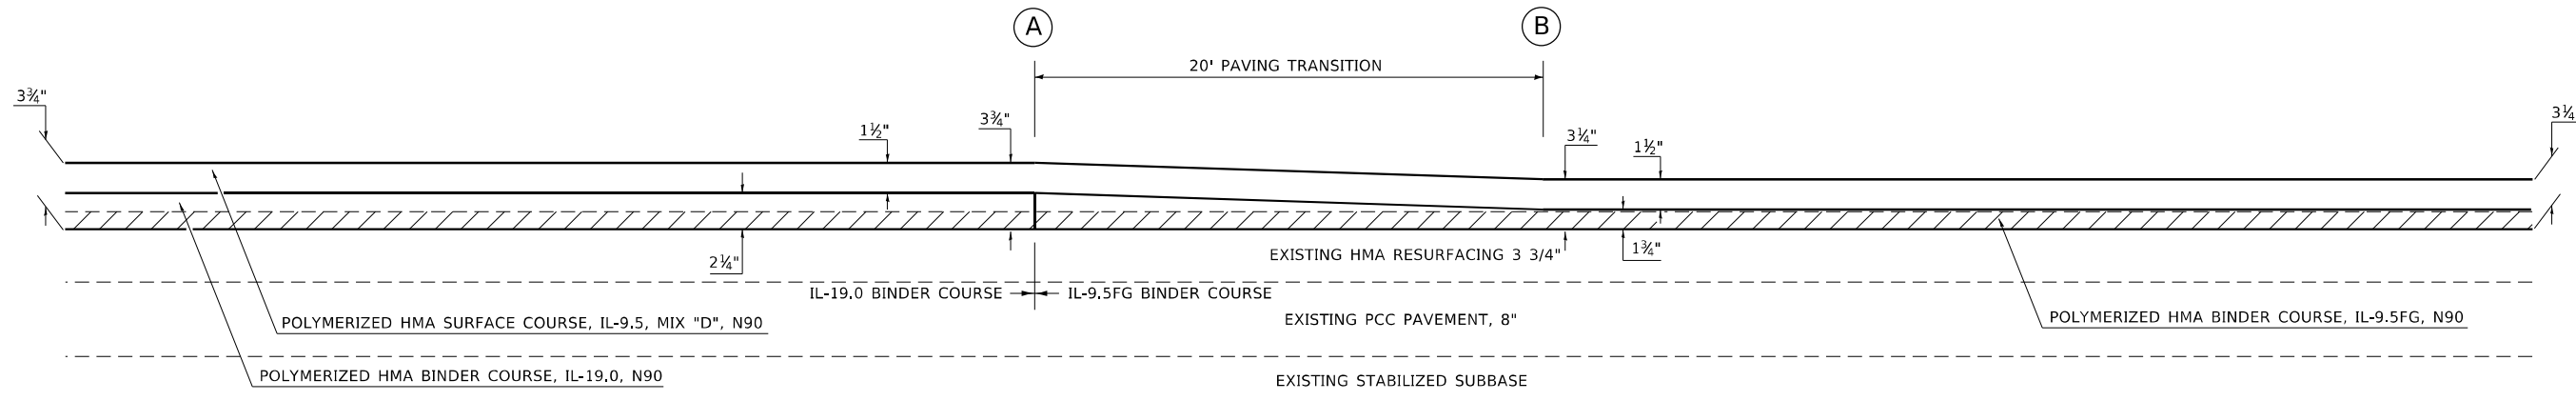 A
B
20' PAVING TRANSITION
3¾"
3¼"
1½"
3¾"
3¼"
1½"
2¼"
EXISTING HMA RESURFACING 3 3/4"
1¾"
IL-19.0 BINDER COURSE
IL-9.5FG BINDER COURSE
POLYMERIZED HMA SURFACE COURSE, IL-9.5, MIX "D", N90
EXISTING PCC PAVEMENT, 8"
POLYMERIZED HMA BINDER COURSE, IL-9.5FG, N90
POLYMERIZED HMA BINDER COURSE, IL-19.0, N90
EXISTING STABILIZED SUBBASE